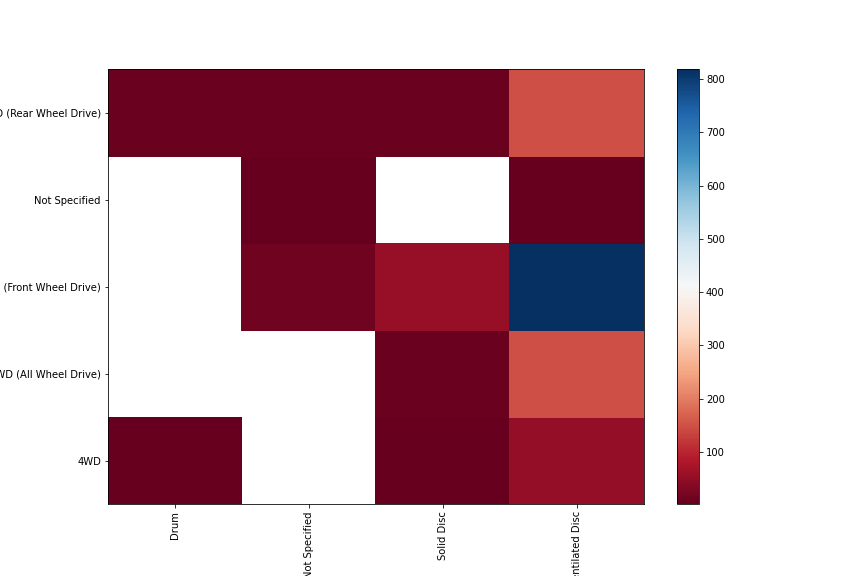 D (Rear Wheel Drive)
Not Specified
(Front Wheel Drive)
WD (All Wheel Drive)
4WD
Drum
Not Specified
Solid Disc
entilated Disc
800
700
600
500
400
300
200
100